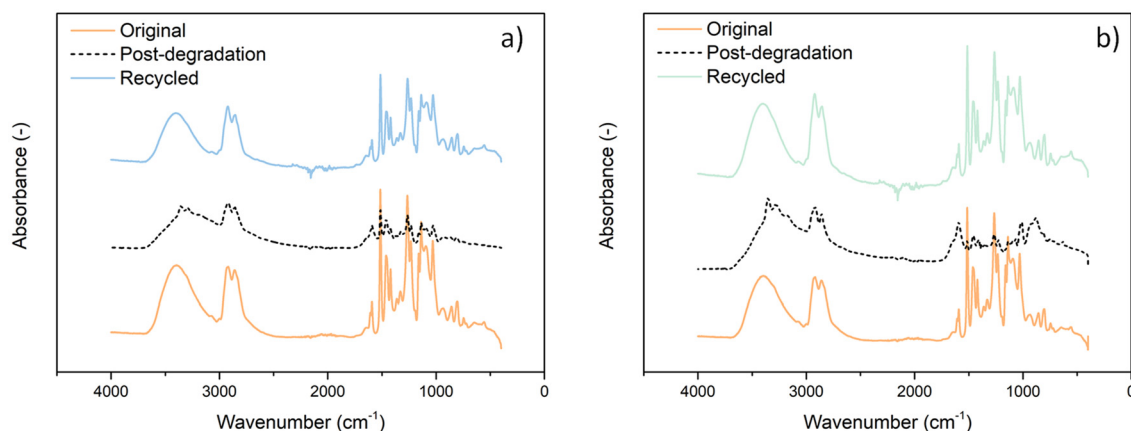 a)
Original
Post-degradation
Recycled
Absorbance (-)
4000 3000 2000 1000 0
Wavenumber (cm⁻¹)
b)
Original
Post-degradation
Recycled
Absorbance (-)
4000 3000 2000 1000 0
Wavenumber (cm⁻¹)